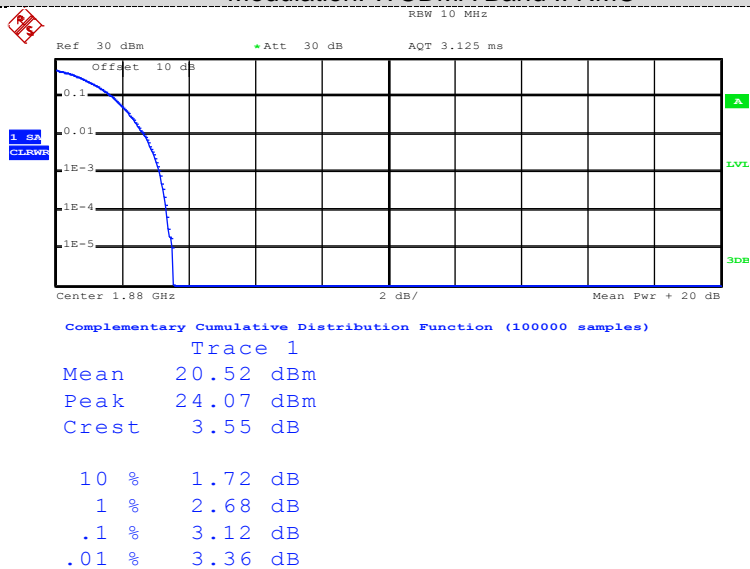 RBW 10 MHz
Ref 30 dBm *Att 30 dB AQT 3.125 ms
Offset 10 dB
0.1
A
0.01
1 SA
CLRWR
1E-3
LVL
1E-4
1E-5
3DB
Center 1.88 GHz 2 dB/ Mean Pwr + 20 dB
Complementary Cumulative Distribution Function (100000 samples)
Trace 1
Mean 20.52 dBm
Peak 24.07 dBm
Crest 3.55 dB
10 % 1.72 dB
1 % 2.68 dB
.1 % 3.12 dB
.01 % 3.36 dB